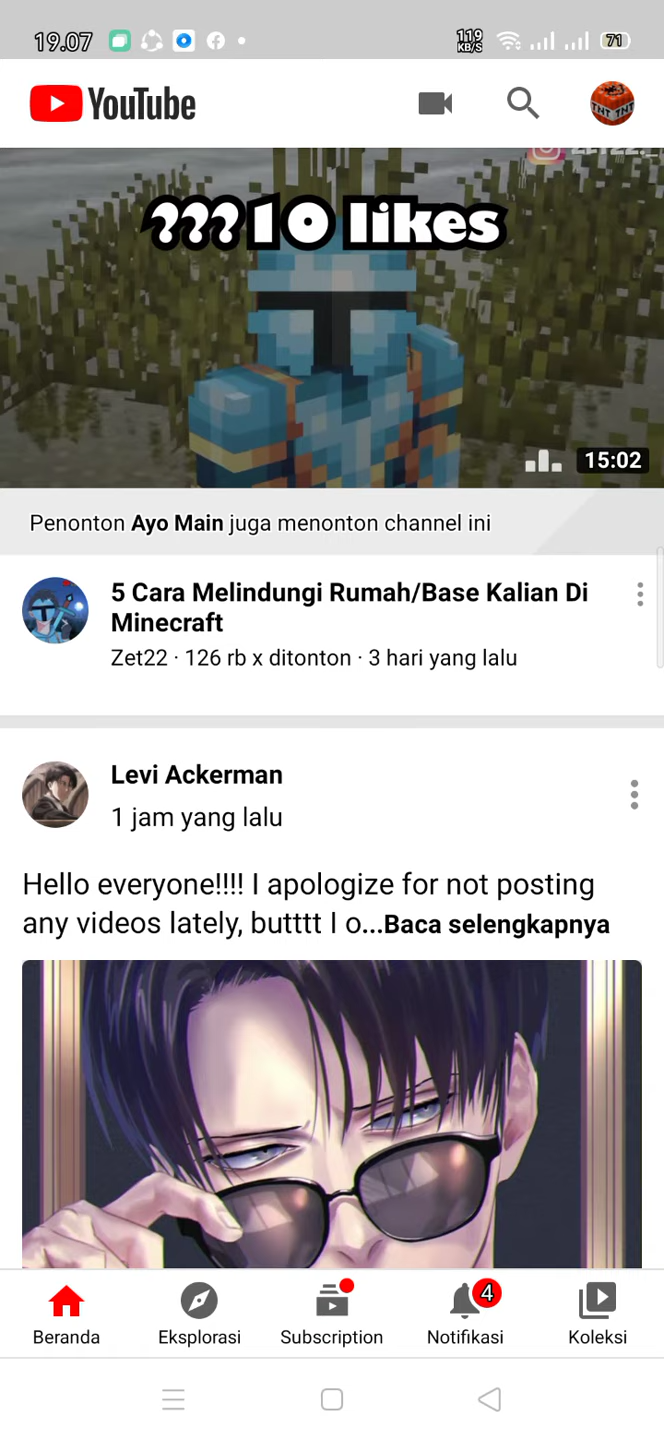 19.07
119
KB/S
71
YouTube
TNT TNT
???10 likes
15:02
Penonton Ayo Main juga menonton channel ini
5 Cara Melindungi Rumah/Base Kalian Di
Minecraft
Zet22 · 126 rb x ditonton · 3 hari yang lalu
Levi Ackerman
1 jam yang lalu
Hello everyone!!!! I apologize for not posting
any videos lately, butttt I o...Baca selengkapnya
Beranda
Eksplorasi
Subscription
4
Notifikasi
Koleksi